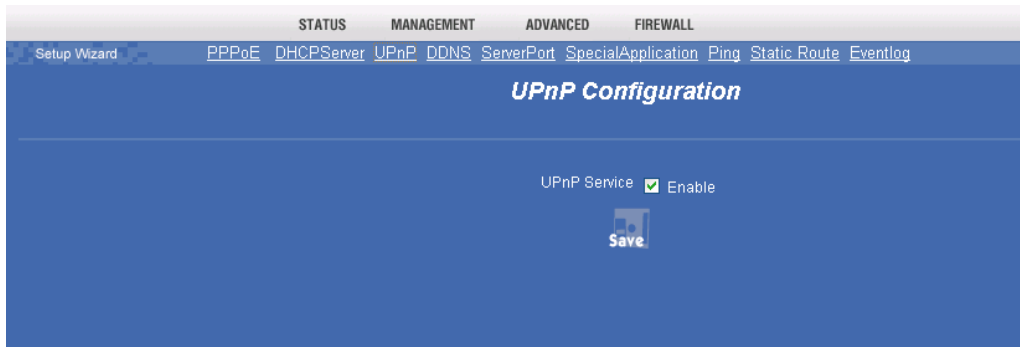 STATUS MANAGEMENT ADVANCED FIREWALL
Setup Wizard PPPoE DHCPServer UPnP DDNS ServerPort SpecialApplication Ping Static Route Eventlog
UPnP Configuration
UPnP Service Enable
Save